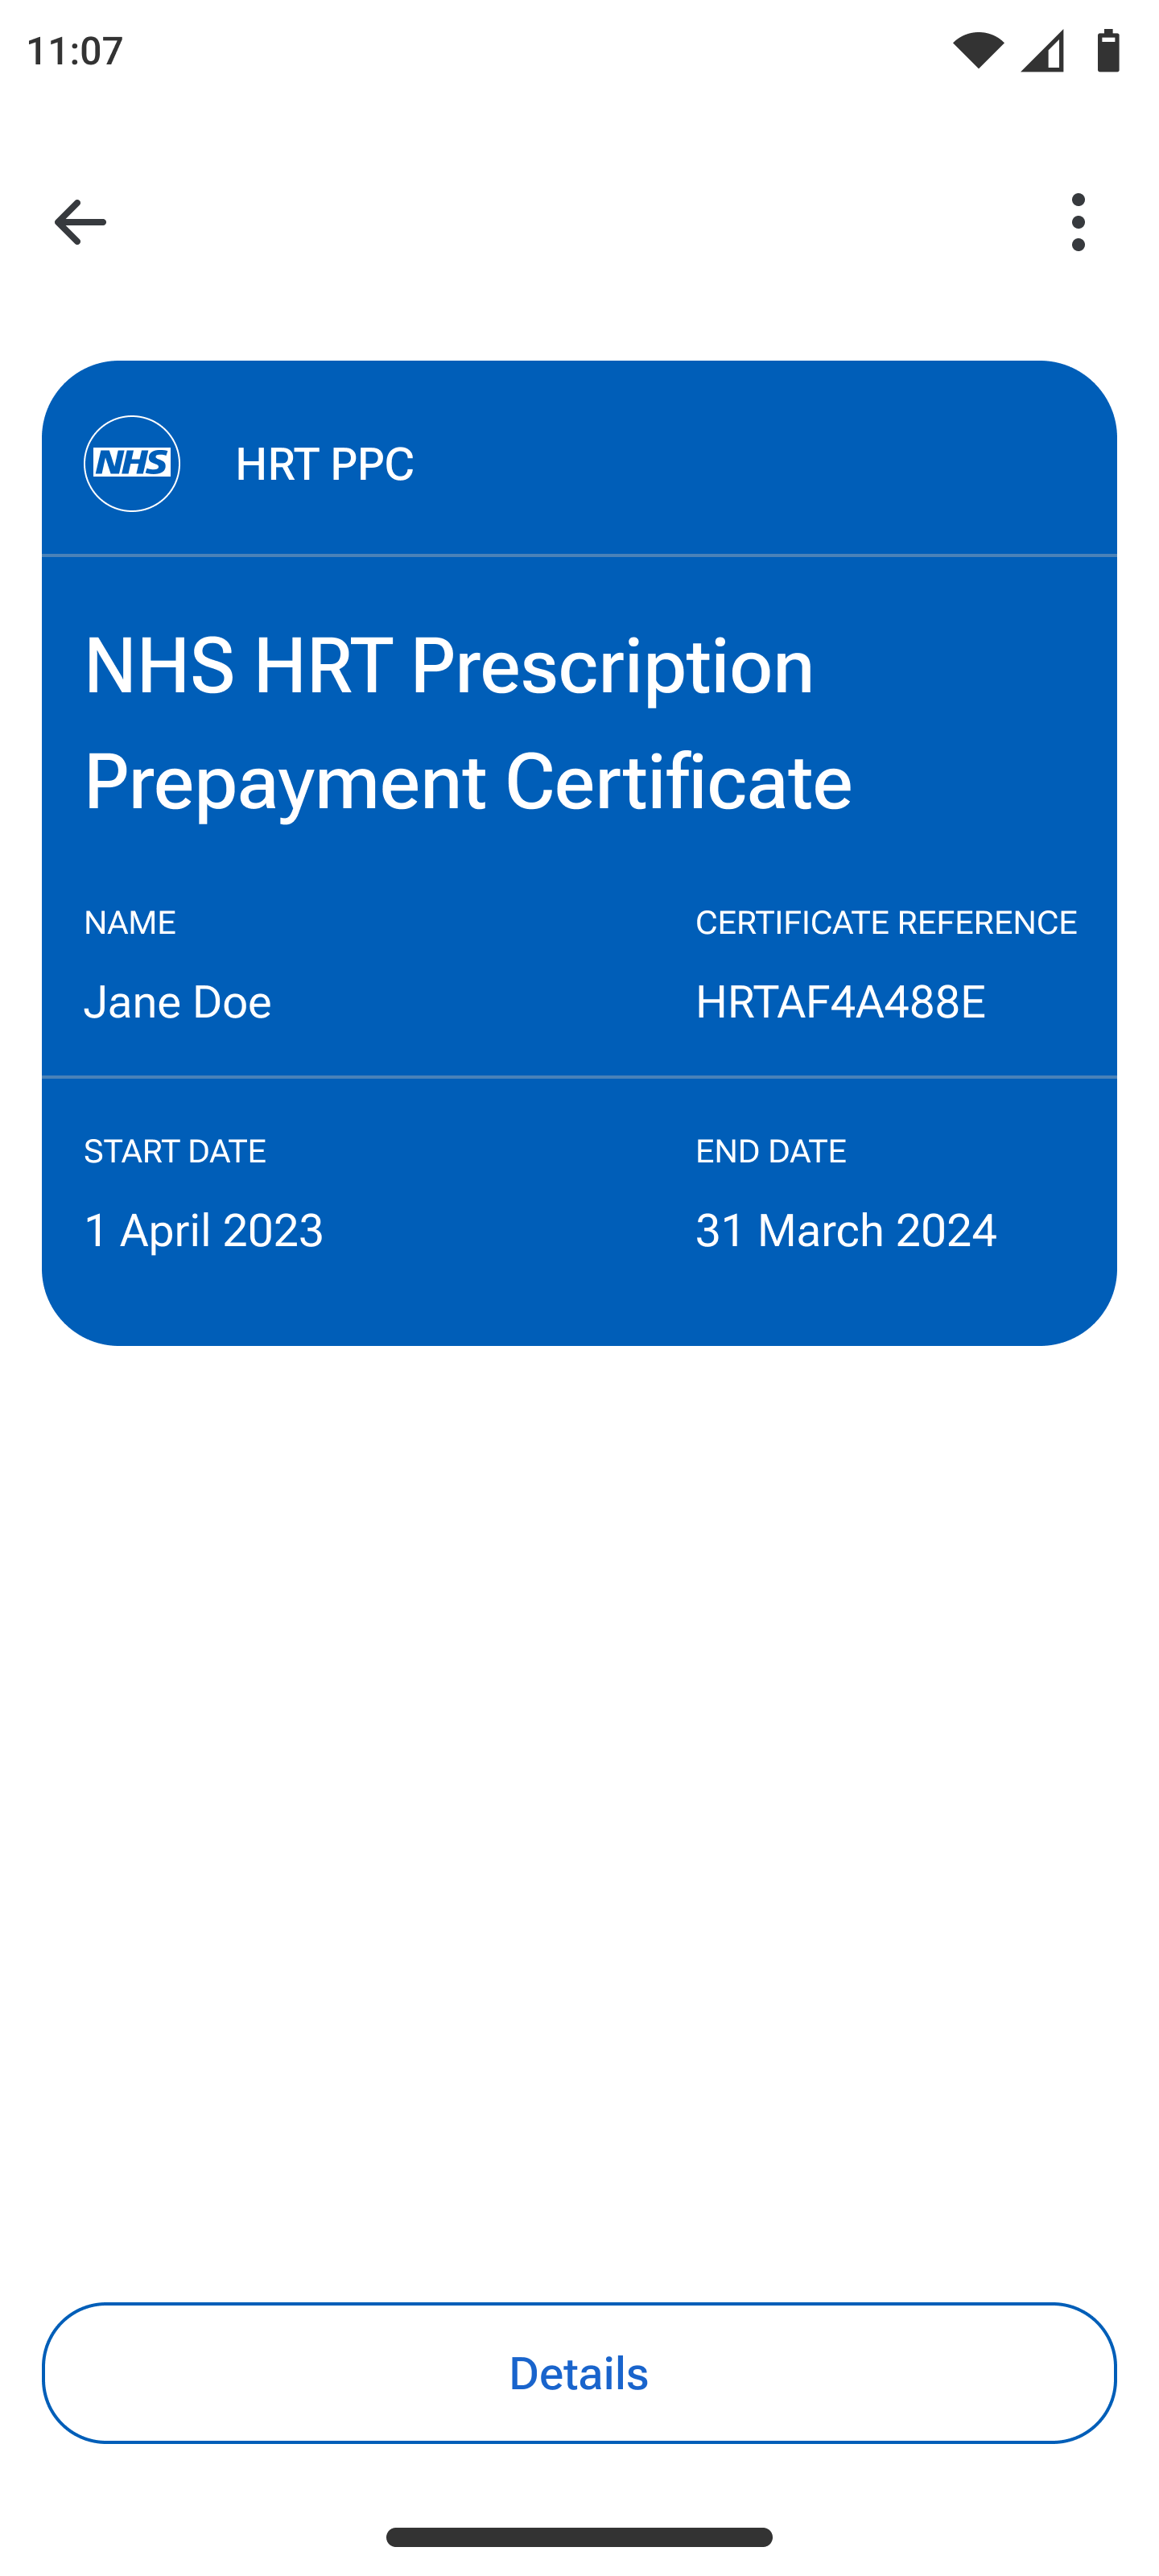 11:07
NHS HRT PPC
NHS HRT Prescription
Prepayment Certificate
NAME CERTIFICATE REFERENCE
Jane Doe HRTAF4A488E
START DATE END DATE
1 April 2023 31 March 2024
Details